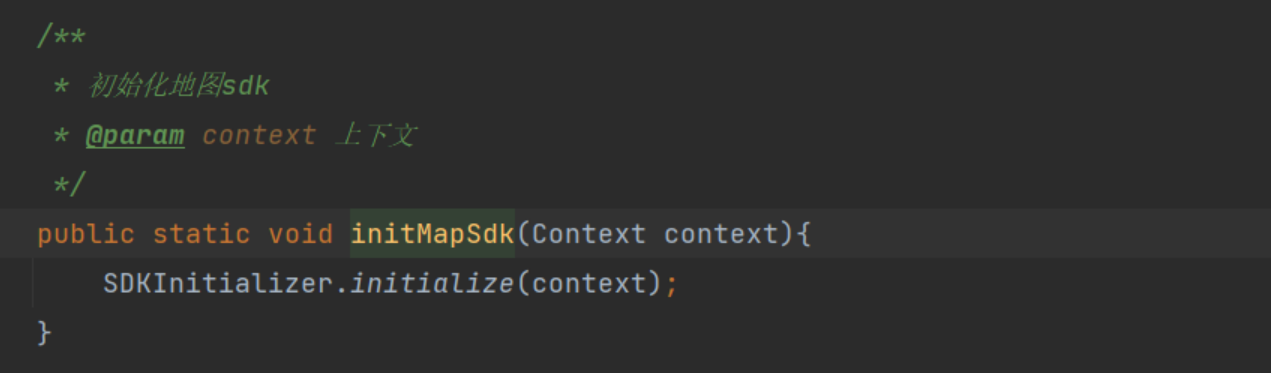 /**
 * 初始化地图sdk
 * @param context 上下文
 */
public static void initMapSdk(Context context){
    SDKInitializer.initialize(context);
}